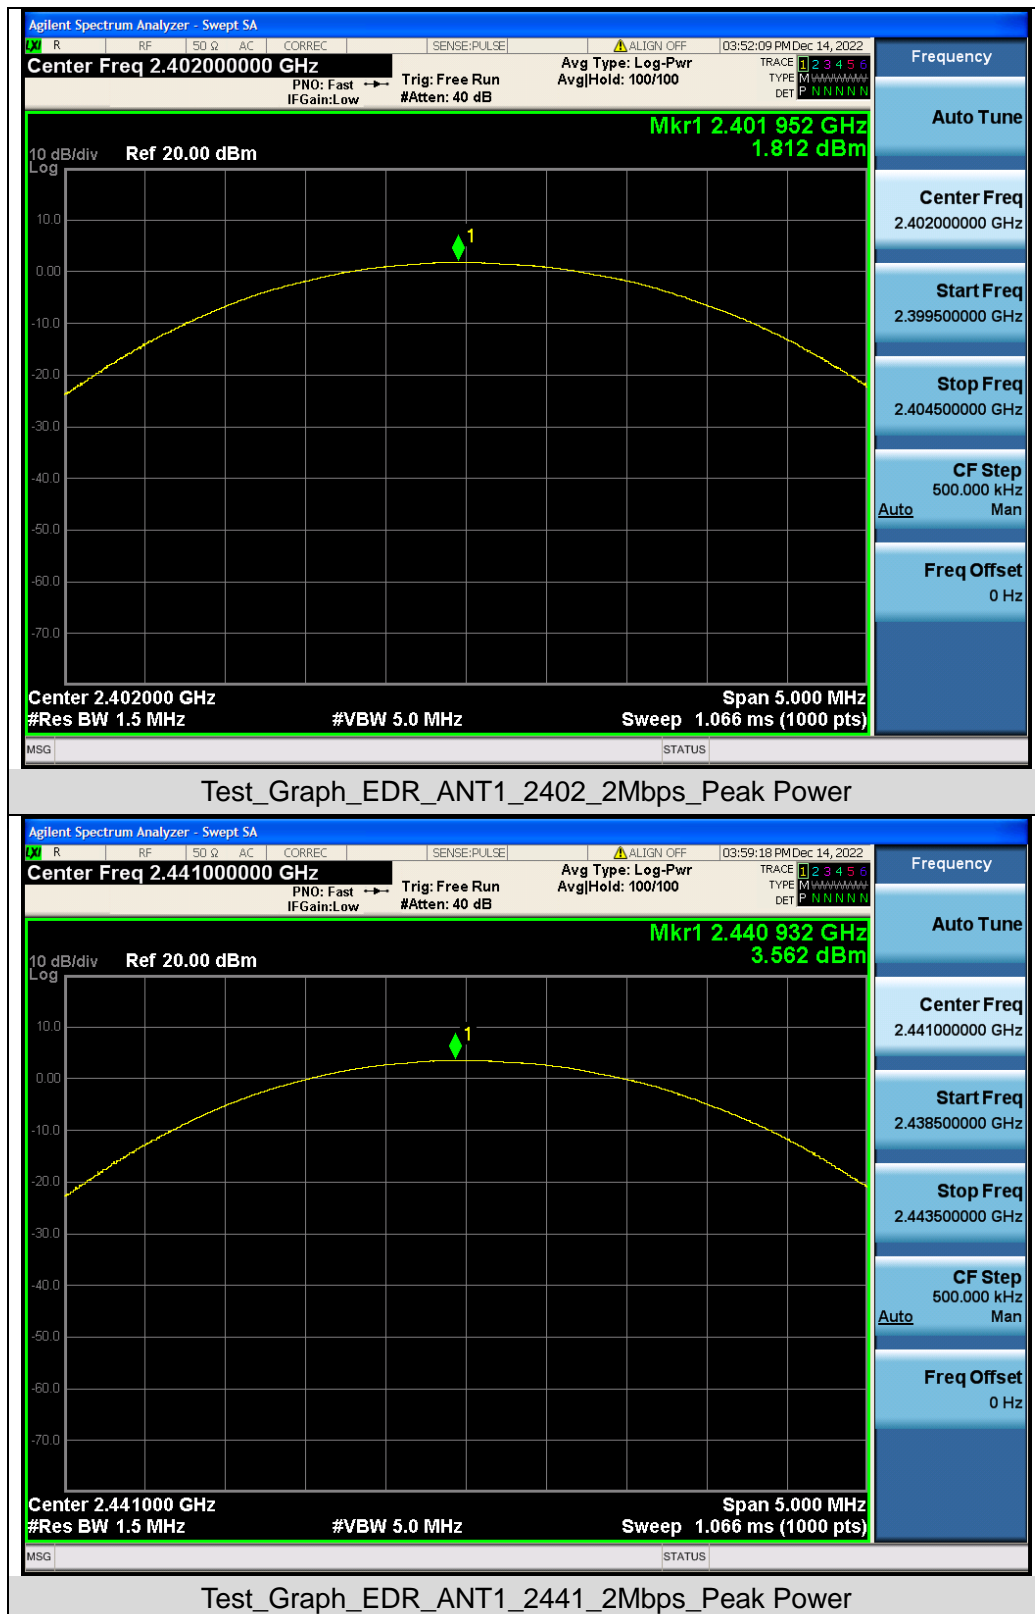 Agilent Spectrum Analyzer - Swept SA
LXI R RF 50 Ω AC CORREC SENSE:PULSE ALIGN OFF 03:52:09 PM Dec 14, 2022
Center Freq 2.402000000 GHz
PNO: Fast
IFGain:Low
Trig: Free Run
#Atten: 40 dB
Avg Type: Log-Pwr
Avg|Hold: 100/100
TRACE 1 2 3 4 5 6
TYPE M WWWWW
DET P N N N N N
Mkr1 2.401 952 GHz
1.812 dBm
10 dB/div Ref 20.00 dBm
Log
10.0
1
0.00
-10.0
-20.0
-30.0
-40.0
-50.0
-60.0
-70.0
Center 2.402000 GHz Span 5.000 MHz
#Res BW 1.5 MHz #VBW 5.0 MHz Sweep 1.066 ms (1000 pts)
MSG STATUS
Frequency
Auto Tune
Center Freq
2.402000000 GHz
Start Freq
2.399500000 GHz
Stop Freq
2.404500000 GHz
CF Step
500.000 kHz
Auto Man
Freq Offset
0 Hz
Test_Graph_EDR_ANT1_2402_2Mbps_Peak Power
Agilent Spectrum Analyzer - Swept SA
LXI R RF 50 Ω AC CORREC SENSE:PULSE ALIGN OFF 03:59:18 PM Dec 14, 2022
Center Freq 2.441000000 GHz
PNO: Fast
IFGain:Low
Trig: Free Run
#Atten: 40 dB
Avg Type: Log-Pwr
Avg|Hold: 100/100
TRACE 1 2 3 4 5 6
TYPE M WWWWW
DET P N N N N N
Mkr1 2.440 932 GHz
3.562 dBm
10 dB/div Ref 20.00 dBm
Log
10.0
1
0.00
-10.0
-20.0
-30.0
-40.0
-50.0
-60.0
-70.0
Center 2.441000 GHz Span 5.000 MHz
#Res BW 1.5 MHz #VBW 5.0 MHz Sweep 1.066 ms (1000 pts)
MSG STATUS
Frequency
Auto Tune
Center Freq
2.441000000 GHz
Start Freq
2.438500000 GHz
Stop Freq
2.443500000 GHz
CF Step
500.000 kHz
Auto Man
Freq Offset
0 Hz
Test_Graph_EDR_ANT1_2441_2Mbps_Peak Power